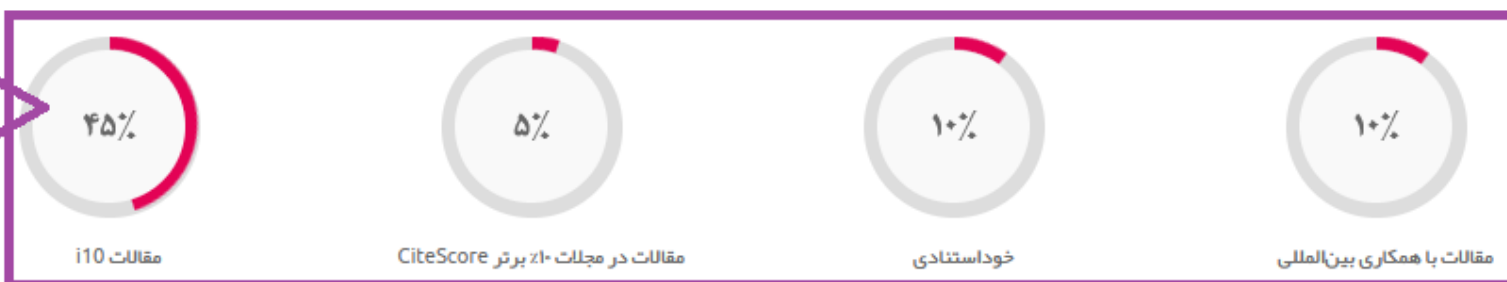 ۱۰٪ ۱۰٪ ۵٪ ۴۵٪
مقالات با همکاری بین‌المللی خوداستنادی مقالات در مجلات ۱۰٪ برتر CiteScore مقالات i10